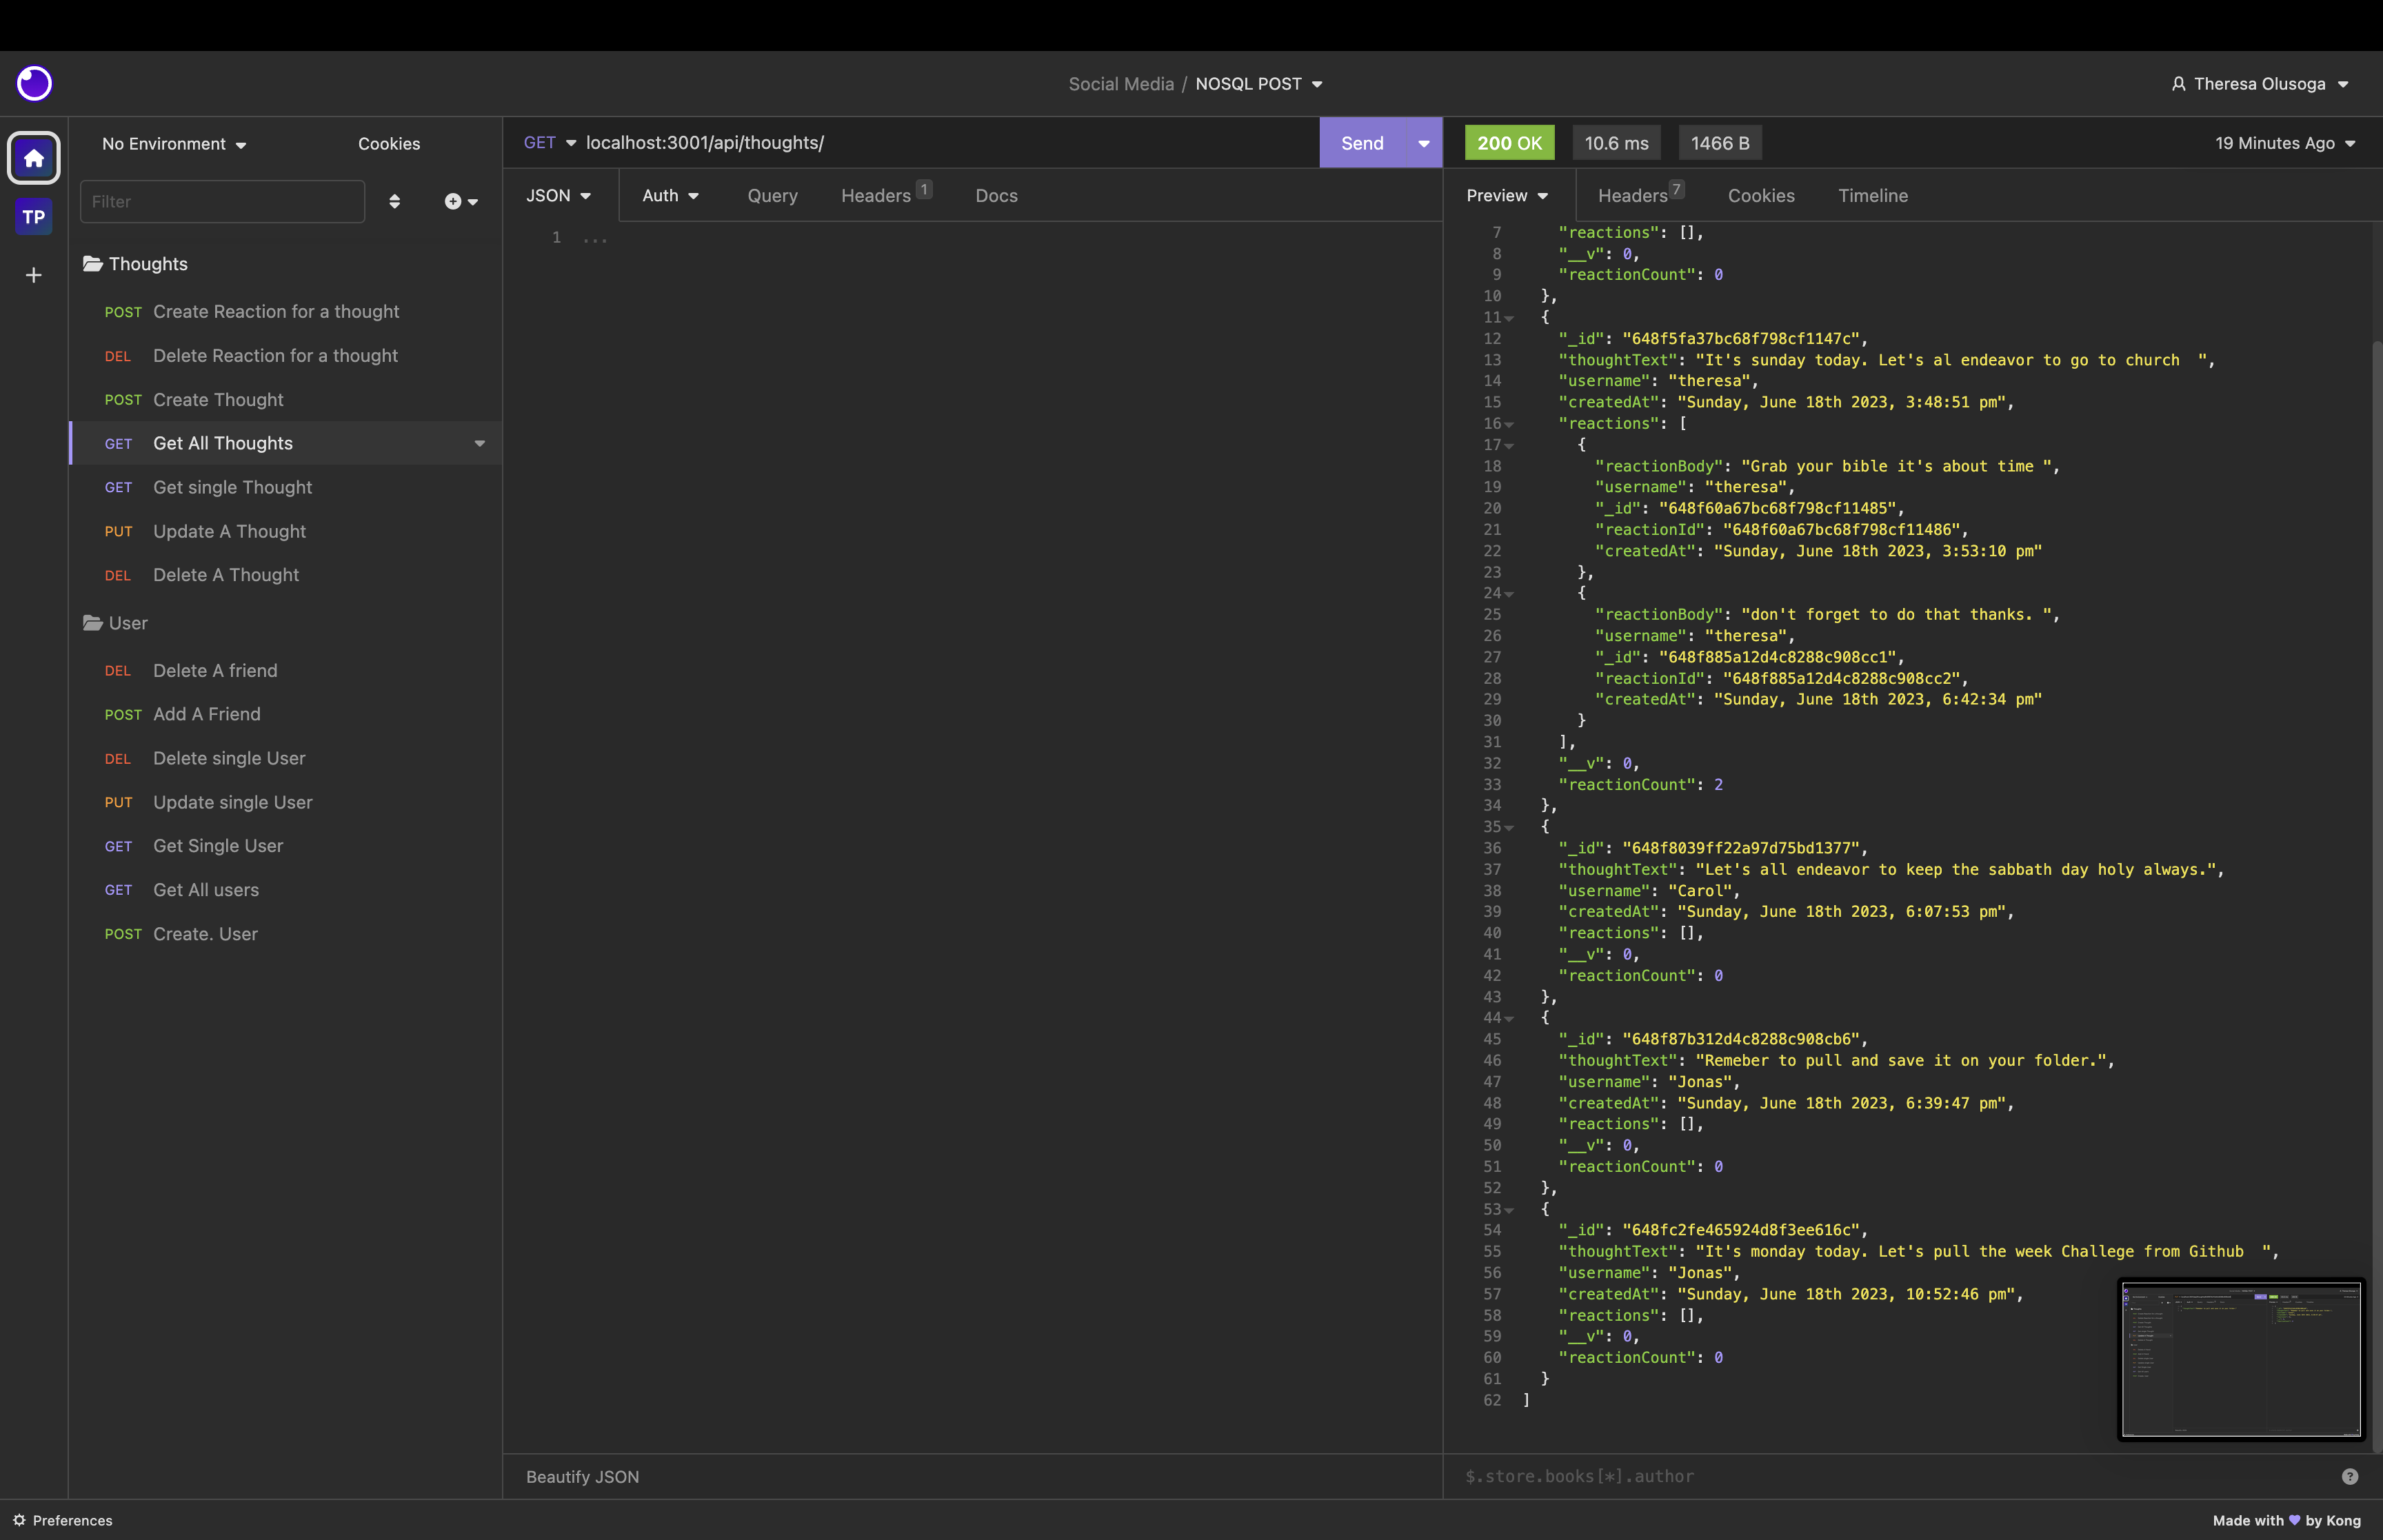 Social Media / NOSQL POST
Theresa Olusoga
TP
No Environment
Cookies
Filter
Thoughts
POST Create Reaction for a thought
DEL Delete Reaction for a thought
POST Create Thought
GET Get All Thoughts
GET Get single Thought
PUT Update A Thought
DEL Delete A Thought
User
DEL Delete A friend
POST Add A Friend
DEL Delete single User
PUT Update single User
GET Get Single User
GET Get All users
POST Create. User
GET localhost:3001/api/thoughts/ Send
JSON Auth Query Headers 1 Docs
1 ...
Beautify JSON
200 OK 10.6 ms 1466 B 19 Minutes Ago
Preview Headers 7 Cookies Timeline
7 "reactions": [],
8 "__v": 0,
9 "reactionCount": 0
10 },
11 {
12 "_id": "648f5fa37bc68f798cf1147c",
13 "thoughtText": "It's sunday today. Let's al endeavor to go to church  ",
14 "username": "theresa",
15 "createdAt": "Sunday, June 18th 2023, 3:48:51 pm",
16 "reactions": [
17 {
18 "reactionBody": "Grab your bible it's about time ",
19 "username": "theresa",
20 "_id": "648f60a67bc68f798cf11485",
21 "reactionId": "648f60a67bc68f798cf11486",
22 "createdAt": "Sunday, June 18th 2023, 3:53:10 pm"
23 },
24 {
25 "reactionBody": "don't forget to do that thanks. ",
26 "username": "theresa",
27 "_id": "648f885a12d4c8288c908cc1",
28 "reactionId": "648f885a12d4c8288c908cc2",
29 "createdAt": "Sunday, June 18th 2023, 6:42:34 pm"
30 }
31 ],
32 "__v": 0,
33 "reactionCount": 2
34 },
35 {
36 "_id": "648f8039ff22a97d75bd1377",
37 "thoughtText": "Let's all endeavor to keep the sabbath day holy always.",
38 "username": "Carol",
39 "createdAt": "Sunday, June 18th 2023, 6:07:53 pm",
40 "reactions": [],
41 "__v": 0,
42 "reactionCount": 0
43 },
44 {
45 "_id": "648f87b312d4c8288c908cb6",
46 "thoughtText": "Remeber to pull and save it on your folder.",
47 "username": "Jonas",
48 "createdAt": "Sunday, June 18th 2023, 6:39:47 pm",
49 "reactions": [],
50 "__v": 0,
51 "reactionCount": 0
52 },
53 {
54 "_id": "648fc2fe465924d8f3ee616c",
55 "thoughtText": "It's monday today. Let's pull the week Challege from Github  ",
56 "username": "Jonas",
57 "createdAt": "Sunday, June 18th 2023, 10:52:46 pm",
58 "reactions": [],
59 "__v": 0,
60 "reactionCount": 0
61 }
62 ]
$.store.books[*].author
Preferences
Made with 💜 by Kong